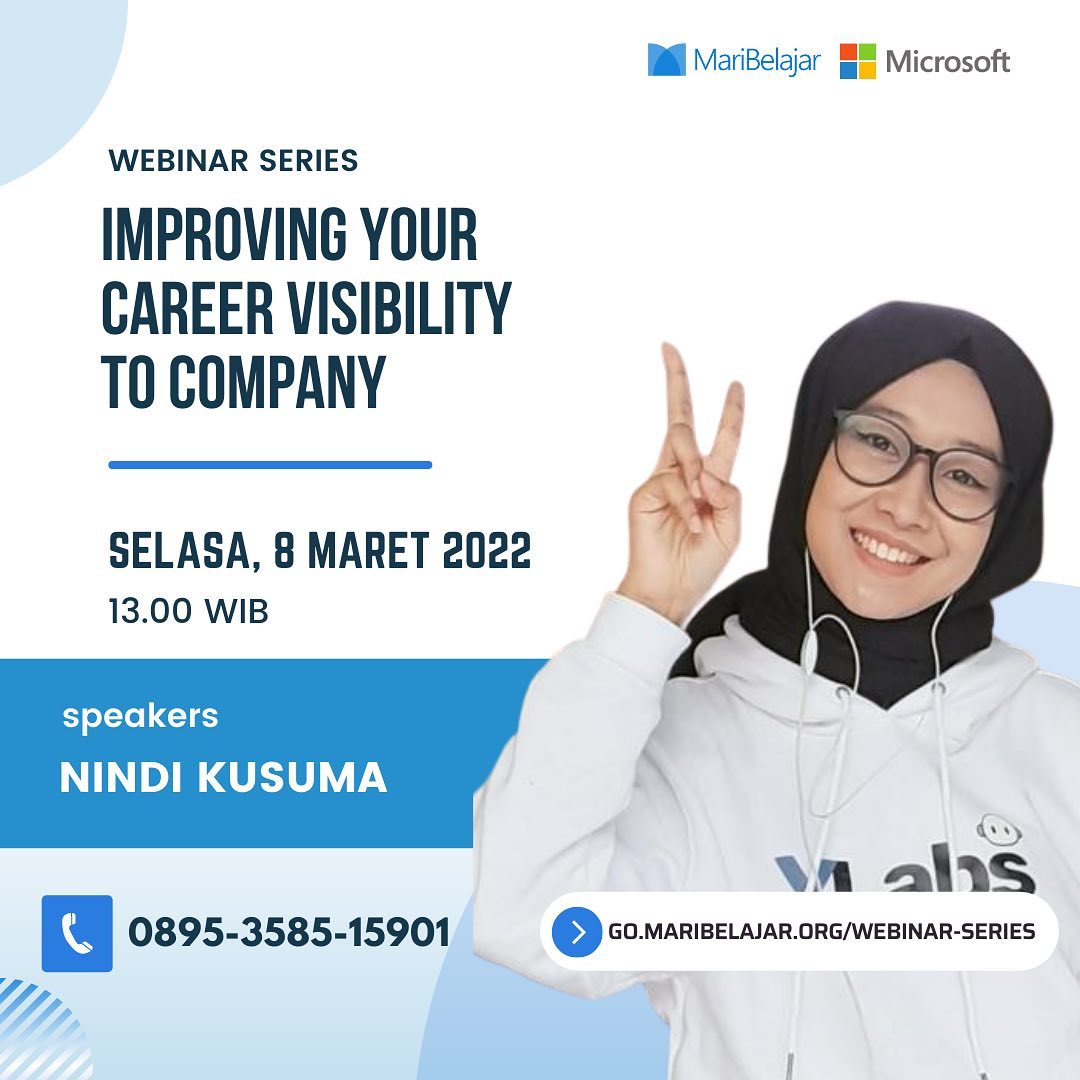 MariBelajar Microsoft
WEBINAR SERIES
IMPROVING YOUR
CAREER VISIBILITY
TO COMPANY
SELASA, 8 MARET 2022
13.00 WIB
speakers
NINDI KUSUMA
YLabs
0895-3585-15901
GO.MARIBELAJAR.ORG/WEBINAR-SERIES